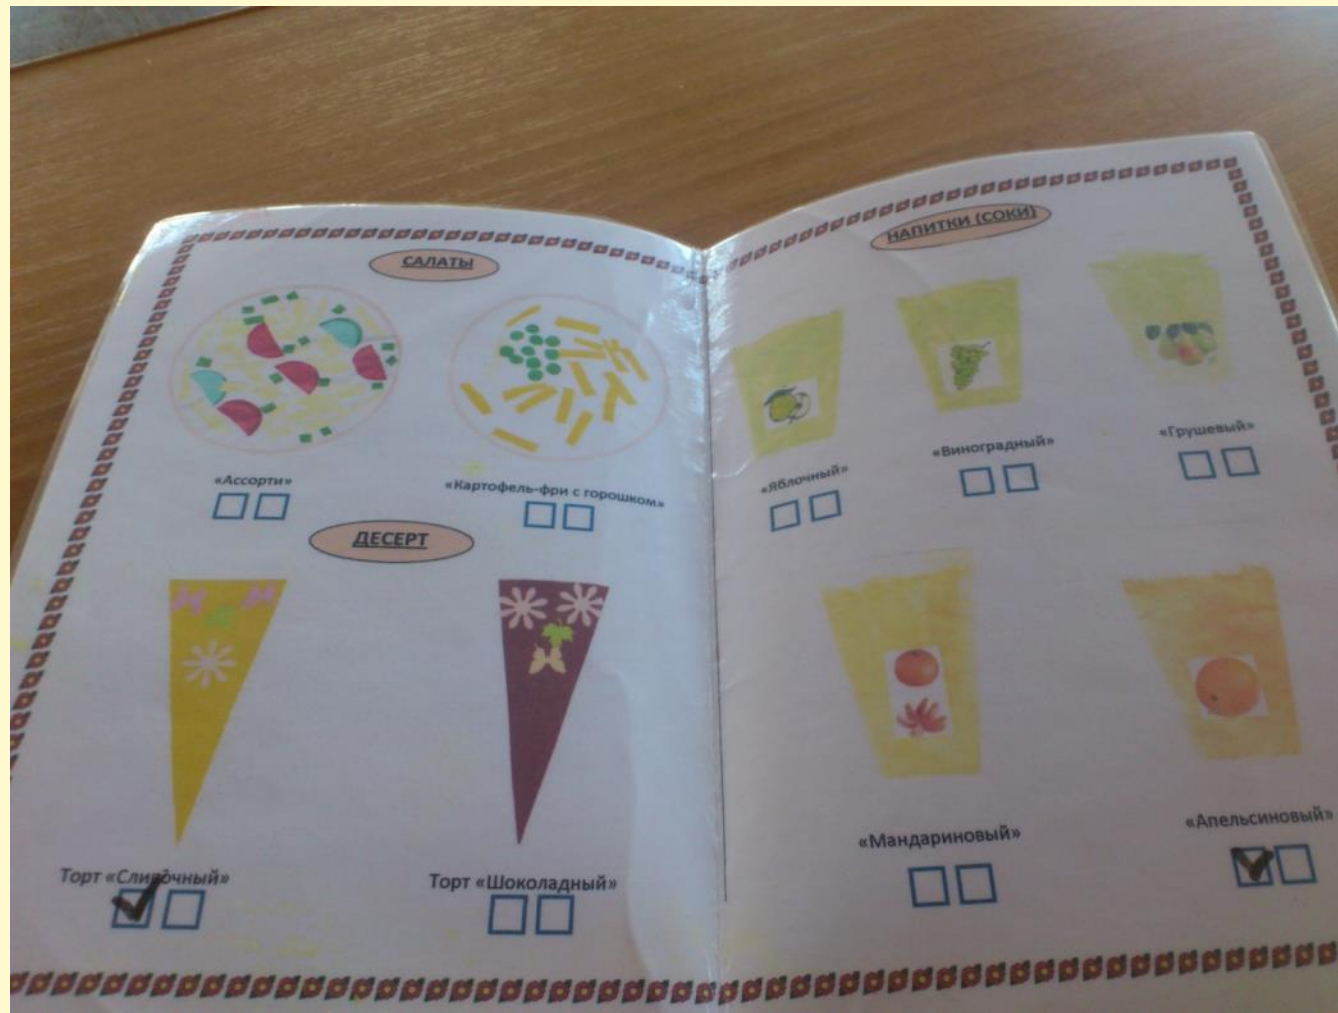 САЛАТЫ
«Ассорти»
«Картофель-фри с горошком»
ДЕСЕРТ
Торт «Сливочный»
Торт «Шоколадный»
НАПИТКИ (СОКИ)
«Яблочный»
«Виноградный»
«Грушевый»
«Мандариновый»
«Апельсиновый»